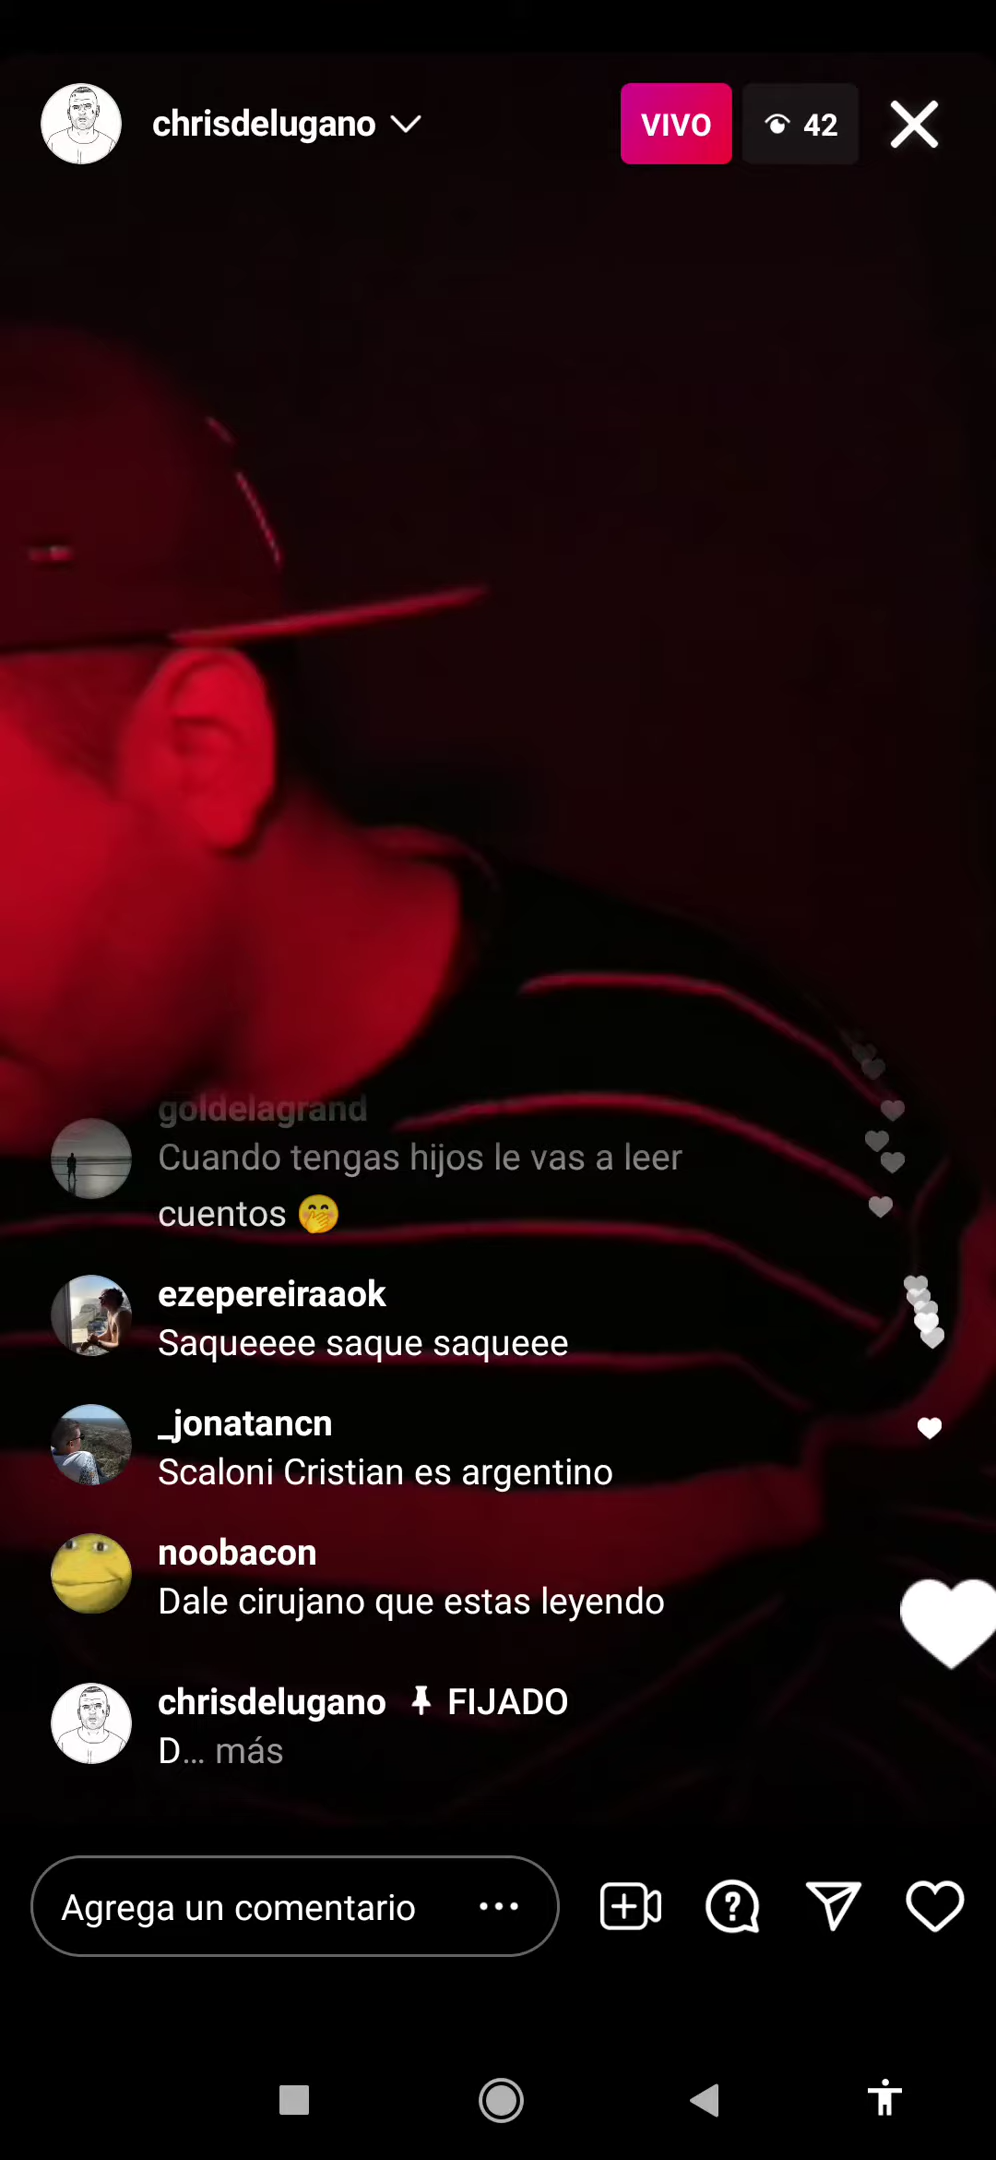 chrisdelugano
VIVO
42
goldelagrand
Cuando tengas hijos le vas a leer
cuentos 🤭
ezepereiraaok
Saqueeee saque saqueee
_jonatancn
Scaloni Cristian es argentino
noobacon
Dale cirujano que estas leyendo
chrisdelugano FIJADO
D... más
Agrega un comentario